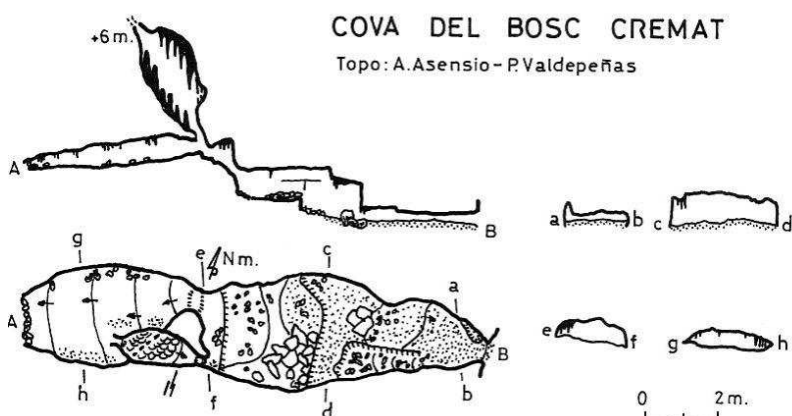 COVA DEL BOSC CREMAT
Topo: A.Asensio-P.Valdepeñas
+6 m.
A
B
a b c d
g e Nm. c a
A B
h f d b
e f g h
0 2 m.